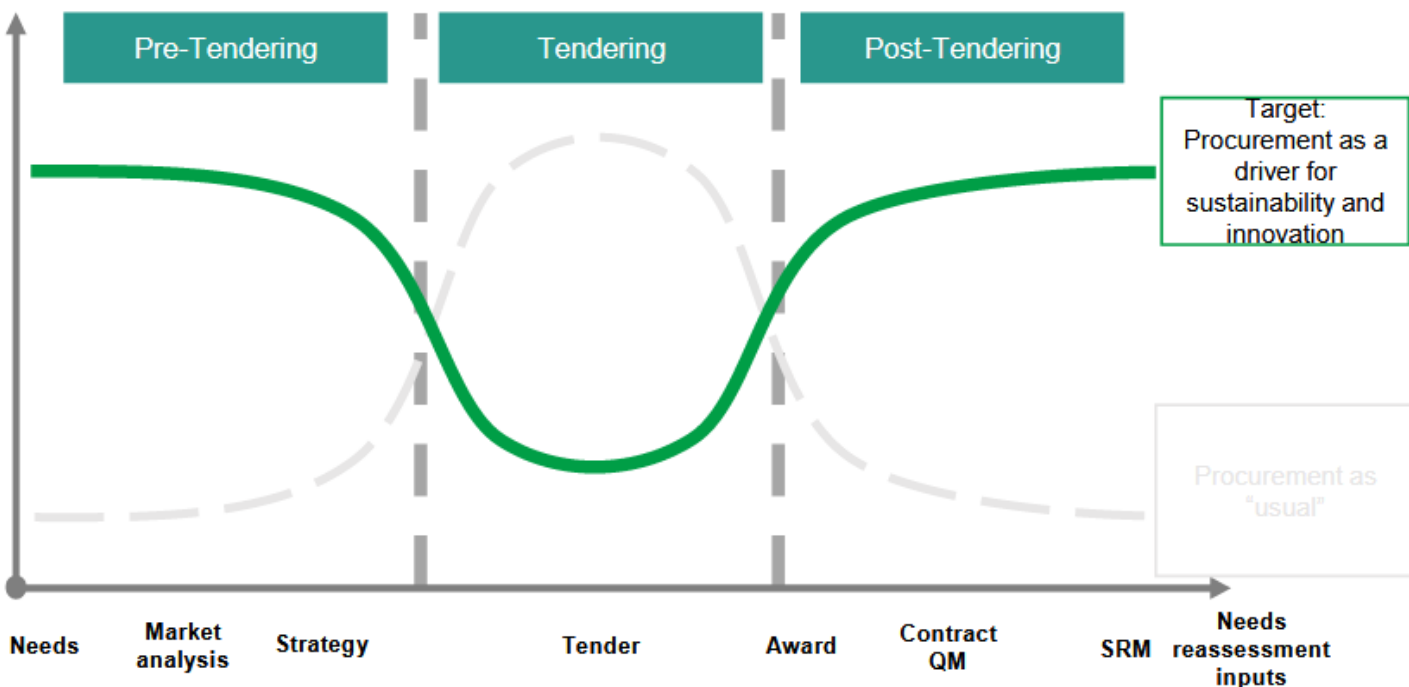 Pre-Tendering
Tendering
Post-Tendering
Target:
Procurement as a
driver for
sustainability and
innovation
Procurement as
“usual”
Needs
Market
analysis
Strategy
Tender
Award
Contract
QM
SRM
Needs
reassessment
inputs